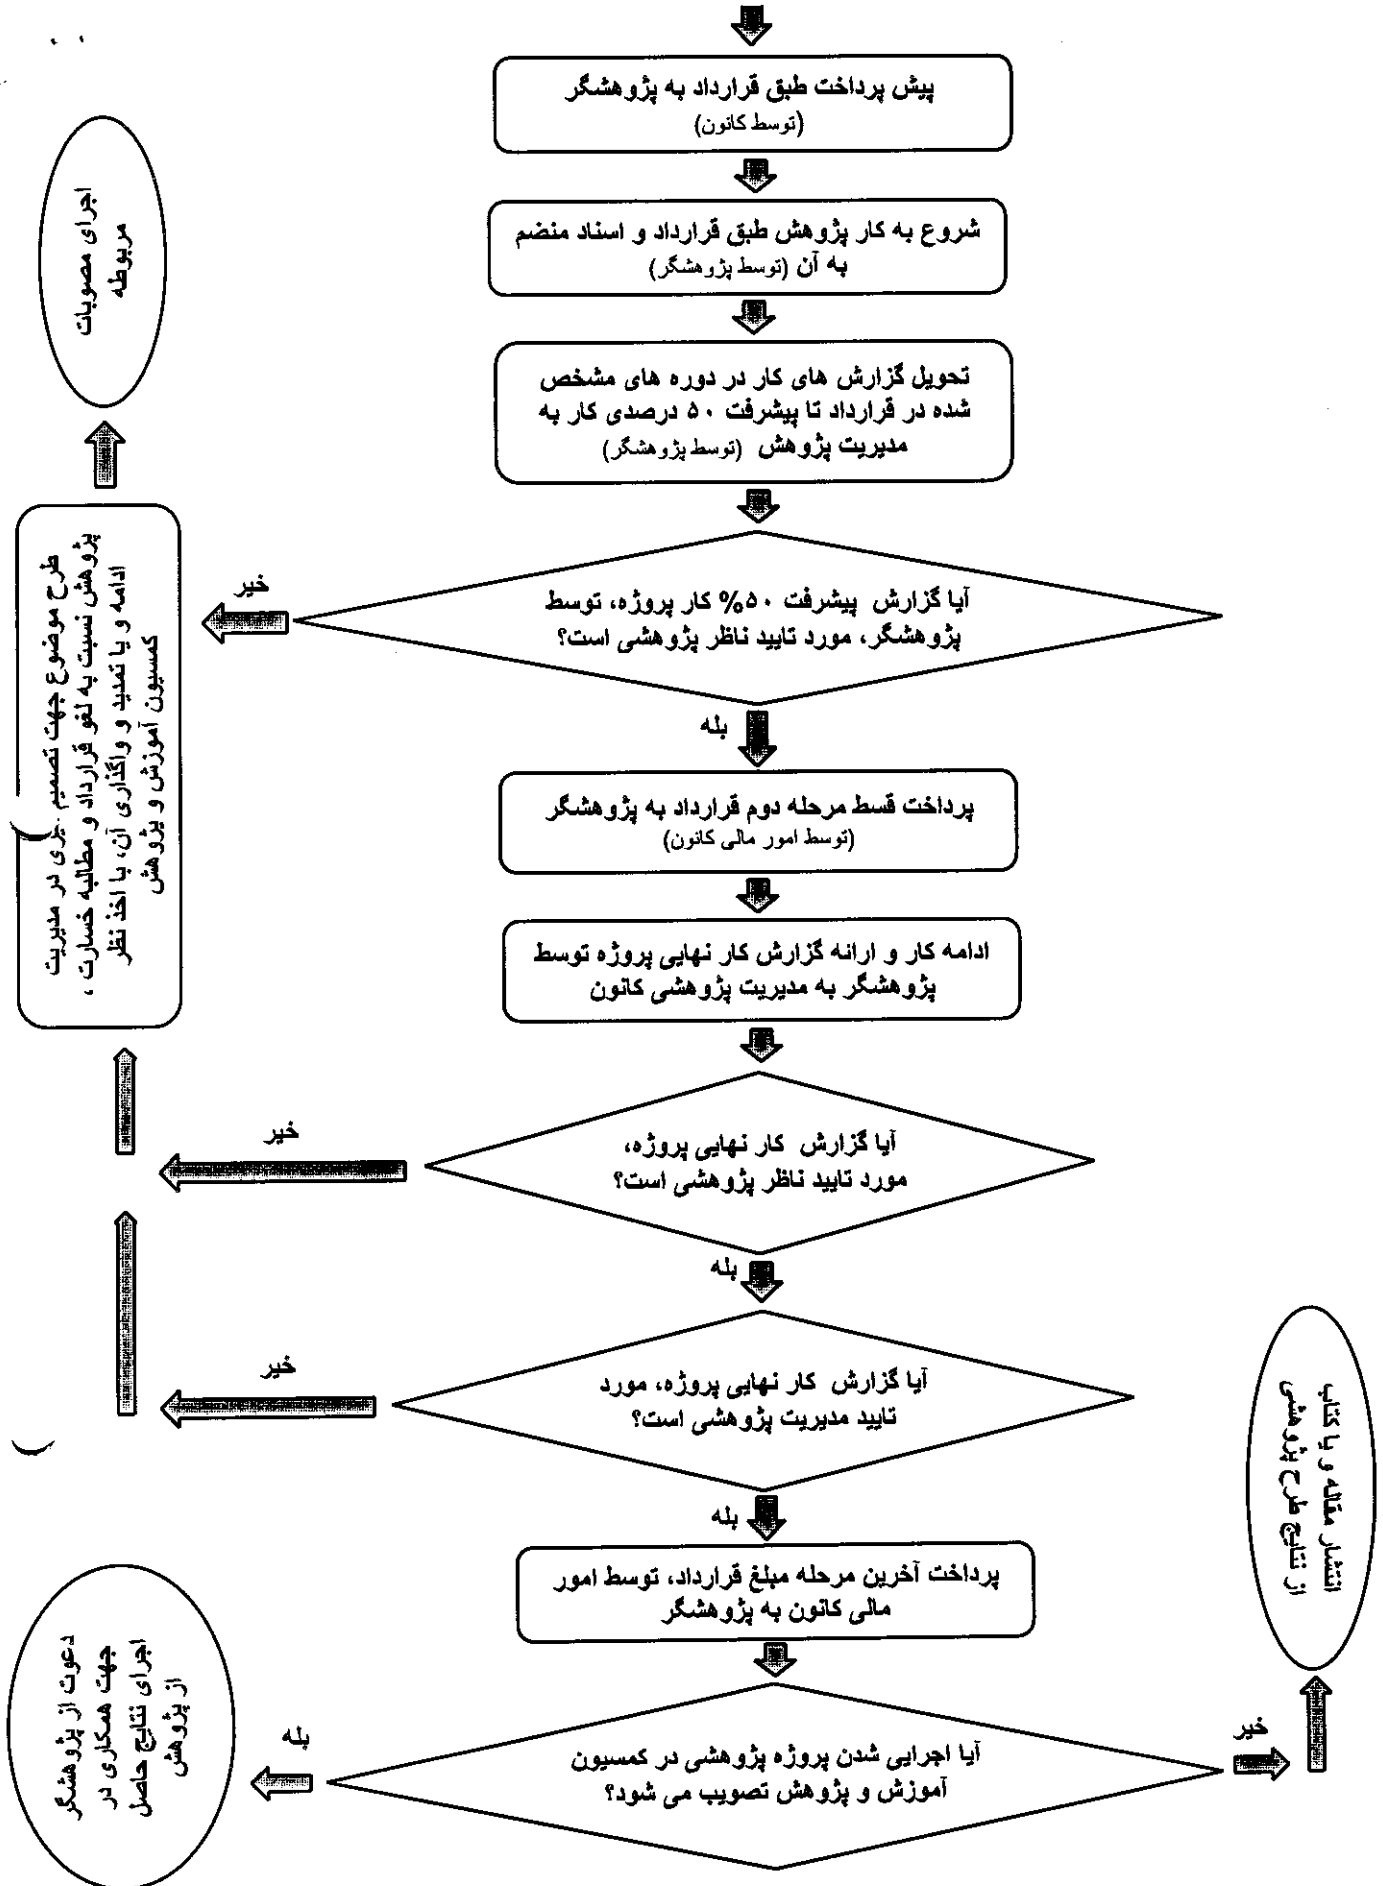 پیش پرداخت طبق قرارداد به پژوهشگر
(توسط کانون)
شروع به کار پژوهش طبق قرارداد و اسناد منضم
به آن (توسط پژوهشگر)
تحویل گزارش های کار در دوره های مشخص
شده در قرارداد تا پیشرفت ۵۰ درصدی کار به
مدیریت پژوهش (توسط پژوهشگر)
آیا گزارش پیشرفت ۵۰% کار پروژه، توسط
پژوهشگر، مورد تایید ناظر پژوهشی است؟
خیر
طرح موضوع جهت تصمیم در مدیریت
پژوهش نسبت به لغو قرارداد و مطالبه خسارت ،
ادامه و یا تمدید و واگذاری آن، با اخذ نظر
کمسیون آموزش و پژوهش
اجرای مصوبات
مربوطه
بله
پرداخت قسط مرحله دوم قرارداد به پژوهشگر
(توسط امور مالی کانون)
ادامه کار و ارائه گزارش کار نهایی پروژه توسط
پژوهشگر به مدیریت پژوهشی کانون
آیا گزارش کار نهایی پروژه،
مورد تایید ناظر پژوهشی است؟
خیر
بله
آیا گزارش کار نهایی پروژه، مورد
تایید مدیریت پژوهشی است؟
خیر
بله
پرداخت آخرین مرحله مبلغ قرارداد، توسط امور
مالی کانون به پژوهشگر
آیا اجرایی شدن پروژه پژوهشی در کمسیون
آموزش و پژوهش تصویب می شود؟
خیر
انتشار مقاله و یا کتاب
از نتایج طرح پژوهشی
بله
دعوت از پژوهشگر
جهت همکاری در
اجرای نتایج حاصل
از پژوهش